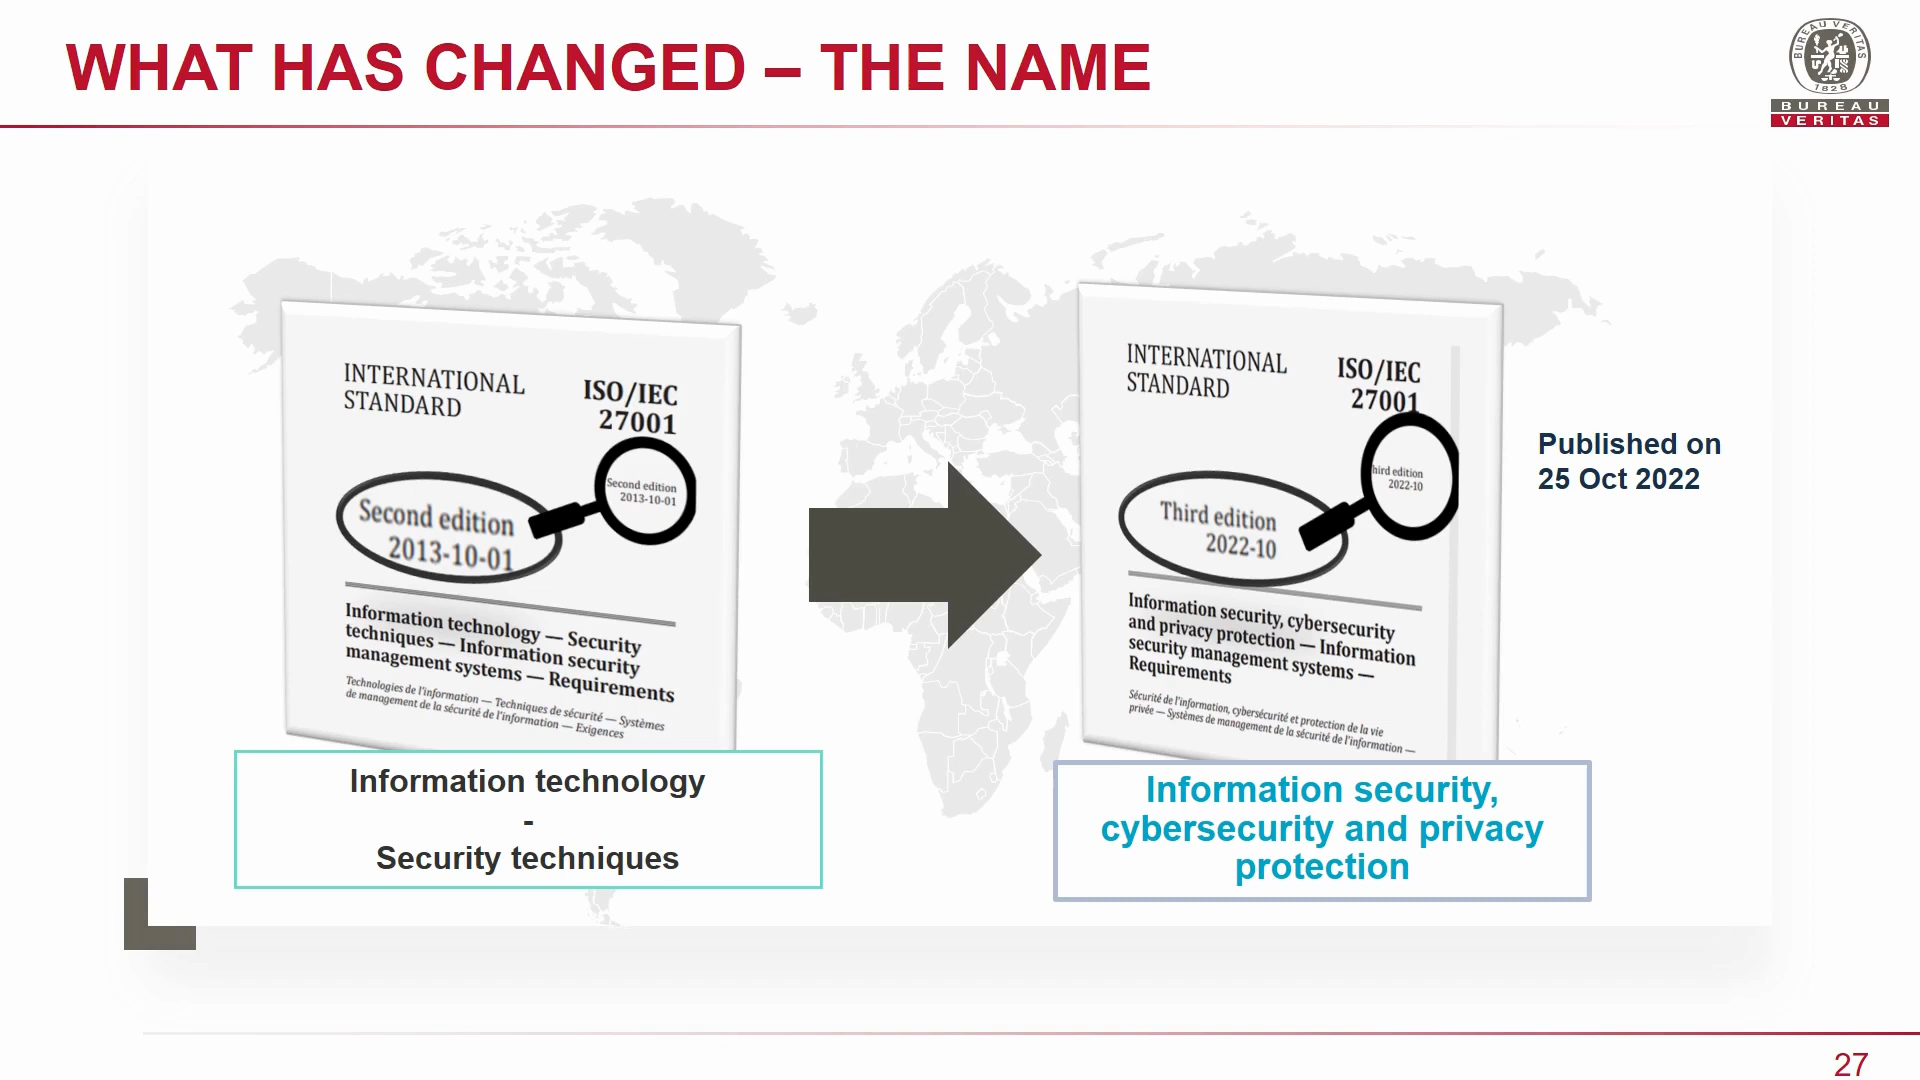 WHAT HAS CHANGED – THE NAME
BUREAU VERITAS
1828
BUREAU
VERITAS
INTERNATIONAL
STANDARD
ISO/IEC
27001
Second edition
2013-10-01
Second edition
2013-10-01
Information technology — Security
techniques — Information security
management systems — Requirements
Technologies de l'information — Techniques de sécurité — Systèmes
de management de la sécurité de l'information — Exigences
Information technology
-
Security techniques
INTERNATIONAL
STANDARD
ISO/IEC
27001
hird edition
2022-10
Third edition
2022-10
Information security, cybersecurity
and privacy protection — Information
security management systems —
Requirements
Sécurité de l'information, cybersécurité et protection de la vie
privée — Systèmes de management de la sécurité de l'information —
Information security,
cybersecurity and privacy
protection
Published on
25 Oct 2022
27